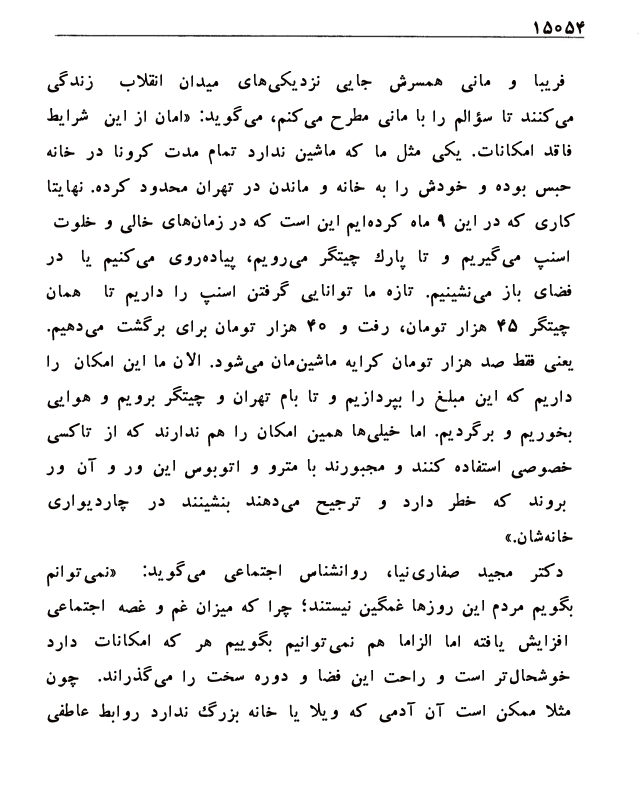 ۱۵۰۵۴
فریبا و مانی همسرش جایی نزدیکی‌های میدان انقلاب زندگی
می‌کنند تا سؤالم را با مانی مطرح می‌کنم، می‌گوید: «امان از این شرایط
فاقد امکانات. یکی مثل ما که ماشین ندارد تمام مدت کرونا در خانه
حبس بوده و خودش را به خانه و ماندن در تهران محدود کرده. نهایتا
کاری که در این ۹ ماه کرده‌ایم این است که در زمان‌های خالی و خلوت
اسنپ می‌گیریم و تا پارك چیتگر می‌رویم، پیاده‌روی می‌کنیم یا در
فضای باز می‌نشینیم. تازه ما توانایی گرفتن اسنپ را داریم تا همان
چیتگر ۴۵ هزار تومان، رفت و ۴۰ هزار تومان برای برگشت می‌دهیم.
یعنی فقط صد هزار تومان کرایه ماشین‌مان می‌شود. الان ما این امکان را
داریم که این مبلغ را بپردازیم و تا بام تهران و چیتگر برویم و هوایی
بخوریم و برگردیم. اما خیلی‌ها همین امکان را هم ندارند که از تاکسی
خصوصی استفاده کنند و مجبورند با مترو و اتوبوس این ور و آن ور
بروند که خطر دارد و ترجیح می‌دهند بنشینند در چاردیواری
خانه‌شان.»
دکتر مجید صفاری‌نیا، روانشناس اجتماعی می‌گوید: «نمی‌توانم
بگویم مردم این روزها غمگین نیستند؛ چرا که میزان غم و غصه اجتماعی
افزایش یافته اما الزاما هم نمی‌توانیم بگوییم هر که امکانات دارد
خوشحال‌تر است و راحت این فضا و دوره سخت را می‌گذراند. چون
مثلا ممکن است آن آدمی که ویلا یا خانه بزرگ ندارد روابط عاطفی